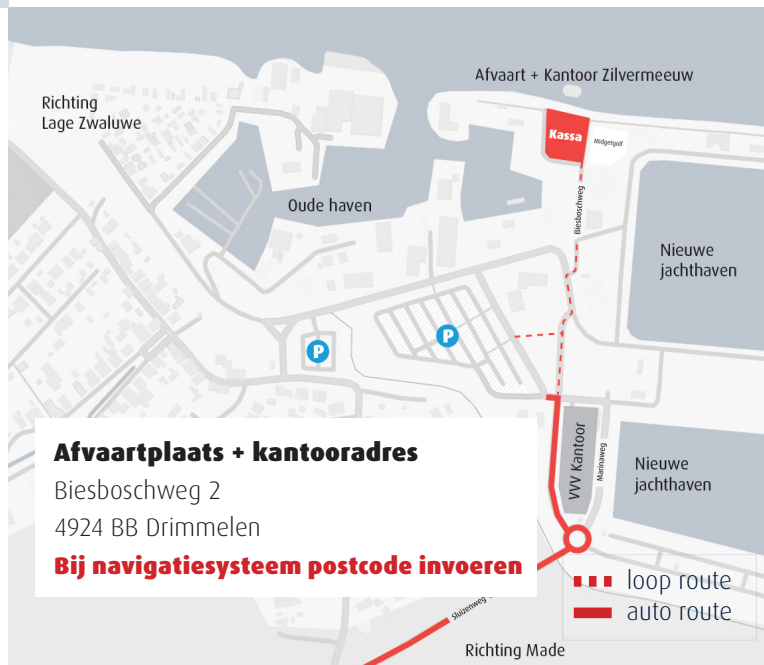 Afvaart + Kantoor Zilvermeeuw
Richting
Lage Zwaluwe
Kassa
Midgetgolf
Oude haven
Biesboschweg
Nieuwe
jachthaven
P
P
VVV Kantoor
Marinaweg
Nieuwe
jachthaven
Afvaartplaats + kantooradres
Biesboschweg 2
4924 BB Drimmelen
Bij navigatiesysteem postcode invoeren
loop route
auto route
Sluizenweg
Richting Made